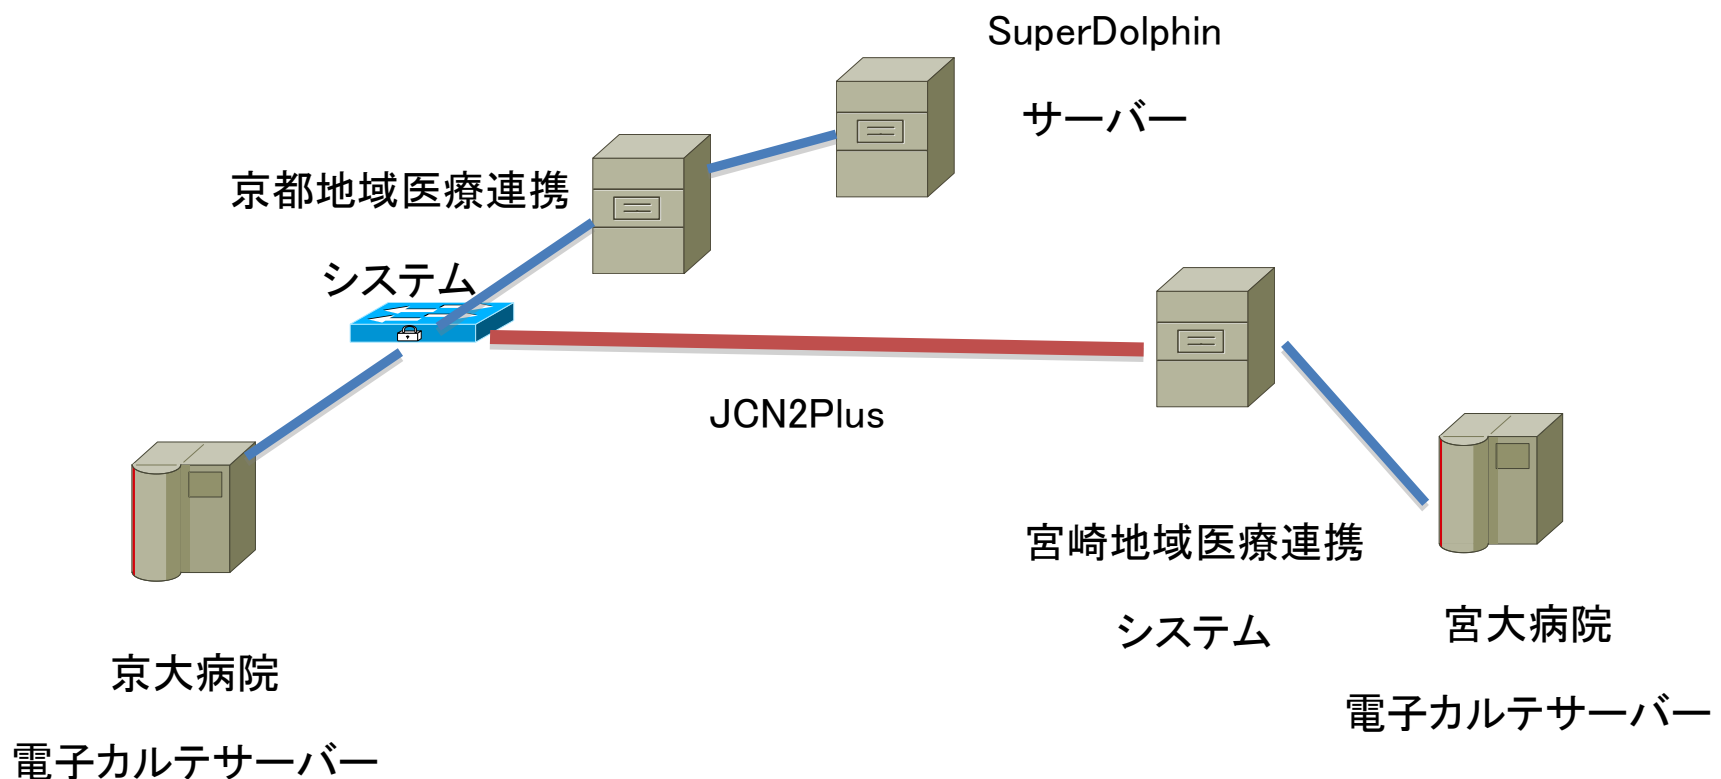 SuperDolphin
サーバー
京都地域医療連携
システム
JCN2Plus
宮崎地域医療連携
システム
宮大病院
電子カルテサーバー
京大病院
電子カルテサーバー